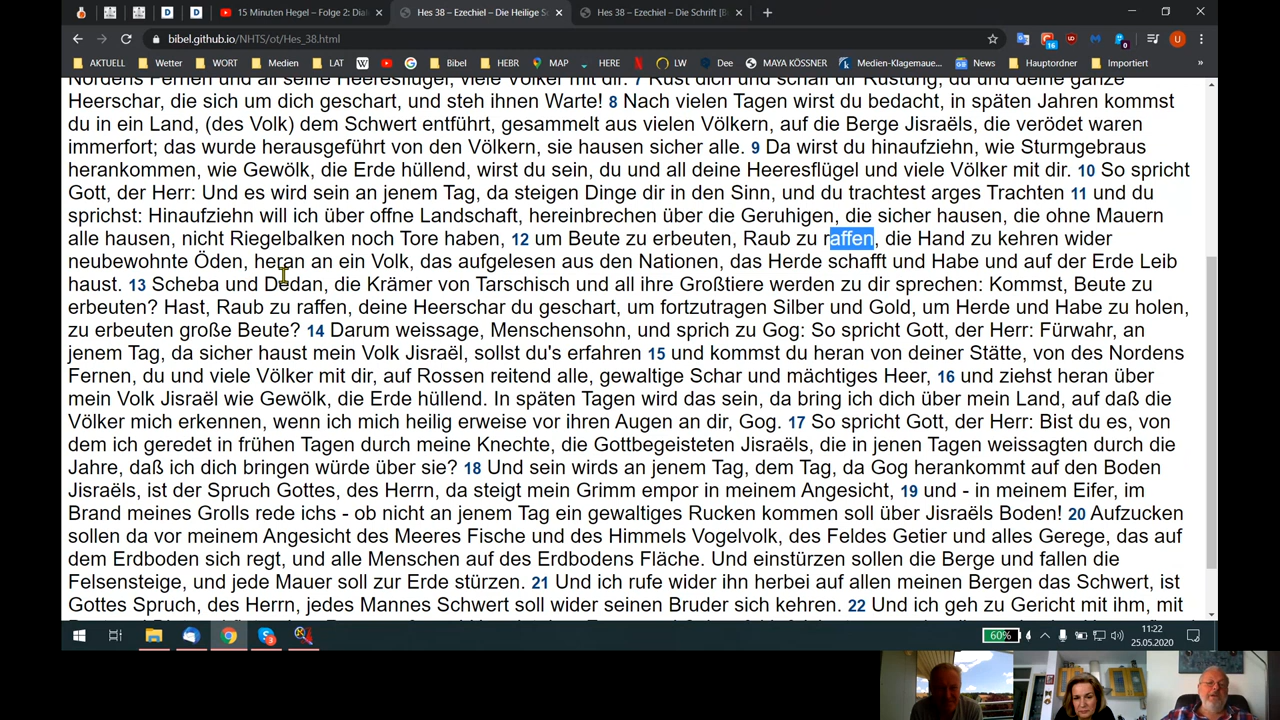 15 Minuten Hegel – Folge 2: Dia
Hes 38 – Ezechiel – Die Heilige S
Hes 38 – Ezechiel – Die Schrift [B
bibel.github.io/NHTS/ot/Hes_38.html
AKTUELL Wetter WORT Medien LAT Bibel HEBR MAP HERE LW Dee MAYA KÖSSNER Medien-Klagemaue... News Hauptordner Importiert
Nordens Fernen und all seine Heeresflügel, viele Völker mit dir. 7 Rüst dich und schaff dir Rüstung, du und deine ganze
Heerschar, die sich um dich geschart, und steh ihnen Warte! 8 Nach vielen Tagen wirst du bedacht, in späten Jahren kommst
du in ein Land, (des Volk) dem Schwert entführt, gesammelt aus vielen Völkern, auf die Berge Jisraëls, die verödet waren
immerfort; das wurde herausgeführt von den Völkern, sie hausen sicher alle. 9 Da wirst du hinaufziehn, wie Sturmgebraus
herankommen, wie Gewölk, die Erde hüllend, wirst du sein, du und all deine Heeresflügel und viele Völker mit dir. 10 So spricht
Gott, der Herr: Und es wird sein an jenem Tag, da steigen Dinge dir in den Sinn, und du trachtest arges Trachten 11 und du
sprichst: Hinaufziehn will ich über offne Landschaft, hereinbrechen über die Geruhigen, die sicher hausen, die ohne Mauern
alle hausen, nicht Riegelbalken noch Tore haben, 12 um Beute zu erbeuten, Raub zu raffen, die Hand zu kehren wider
neubewohnte Öden, heran an ein Volk, das aufgelesen aus den Nationen, das Herde schafft und Habe und auf der Erde Leib
haust. 13 Scheba und Dedan, die Krämer von Tarschisch und all ihre Großtiere werden zu dir sprechen: Kommst, Beute zu
erbeuten? Hast, Raub zu raffen, deine Heerschar du geschart, um fortzutragen Silber und Gold, um Herde und Habe zu holen,
zu erbeuten große Beute? 14 Darum weissage, Menschensohn, und sprich zu Gog: So spricht Gott, der Herr: Fürwahr, an
jenem Tag, da sicher haust mein Volk Jisraël, sollst du's erfahren 15 und kommst du heran von deiner Stätte, von des Nordens
Fernen, du und viele Völker mit dir, auf Rossen reitend alle, gewaltige Schar und mächtiges Heer, 16 und ziehst heran über
mein Volk Jisraël wie Gewölk, die Erde hüllend. In späten Tagen wird das sein, da bring ich dich über mein Land, auf daß die
Völker mich erkennen, wenn ich mich heilig erweise vor ihren Augen an dir, Gog. 17 So spricht Gott, der Herr: Bist du es, von
dem ich geredet in frühen Tagen durch meine Knechte, die Gottbegeisteten Jisraëls, die in jenen Tagen weissagten durch die
Jahre, daß ich dich bringen würde über sie? 18 Und sein wirds an jenem Tag, dem Tag, da Gog herankommt auf den Boden
Jisraëls, ist der Spruch Gottes, des Herrn, da steigt mein Grimm empor in meinem Angesicht, 19 und - in meinem Eifer, im
Brand meines Grolls rede ichs - ob nicht an jenem Tag ein gewaltiges Rucken kommen soll über Jisraëls Boden! 20 Aufzucken
sollen da vor meinem Angesicht des Meeres Fische und des Himmels Vogelvolk, des Feldes Getier und alles Gerege, das auf
dem Erdboden sich regt, und alle Menschen auf des Erdbodens Fläche. Und einstürzen sollen die Berge und fallen die
Felsensteige, und jede Mauer soll zur Erde stürzen. 21 Und ich rufe wider ihn herbei auf allen meinen Bergen das Schwert, ist
Gottes Spruch, des Herrn, jedes Mannes Schwert soll wider seinen Bruder sich kehren. 22 Und ich geh zu Gericht mit ihm, mit
60%
11:22
25.05.2020